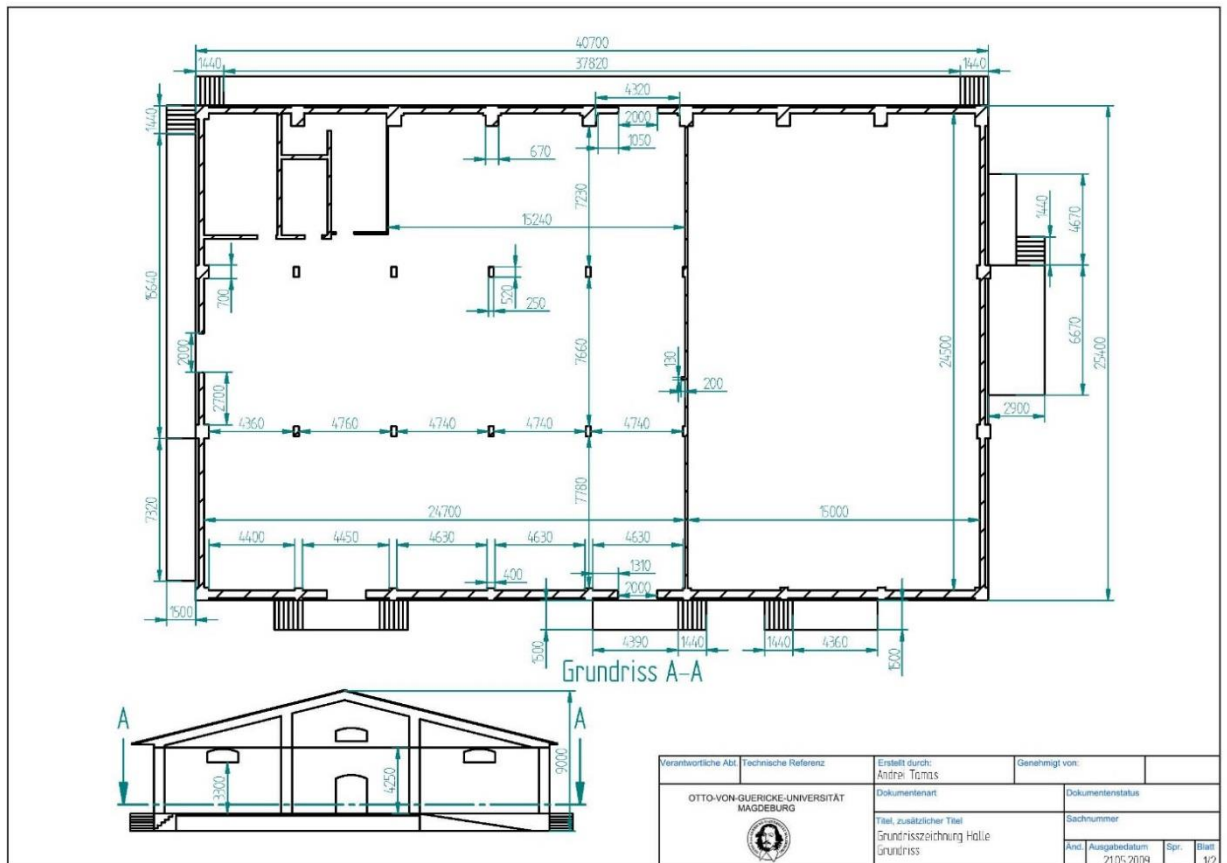 40700
1440 37820 1440
4320
2000
1050
670
1440
7230
15240
1440
4670
15640
700
520
250
7660
130
200
24500
6670
25400
2000
2700
2900
4360 4760 4740 4740 4740
7780
7320
24700 15000
4400 4450 4630 4630 4630
400
1310
2000
1500
1500
4390 1440
1440 4360
1500
Grundriss A-A
A A
3300
4250
9000
Verantwortliche Abt. Technische Referenz
Erstellt durch:
Andrei Tamas
Genehmigt von:
OTTO-VON-GUERICKE-UNIVERSITÄT
MAGDEBURG
Dokumentenart
Dokumentenstatus
Titel, zusätzlicher Titel
Grundrisszeichnung Halle
Grundriss
Sachnummer
Änd. Ausgabedatum Spr. Blatt
21.05.2009